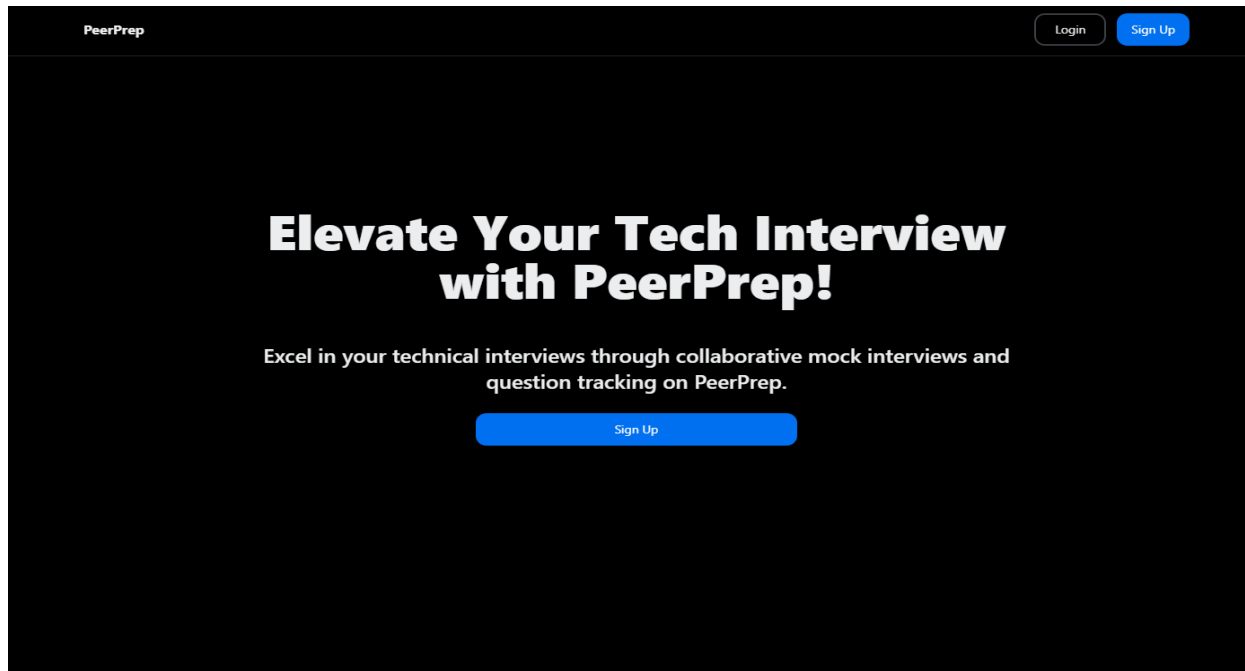 PeerPrep
Login
Sign Up
Elevate Your Tech Interview
with PeerPrep!
Excel in your technical interviews through collaborative mock interviews and
question tracking on PeerPrep.
Sign Up